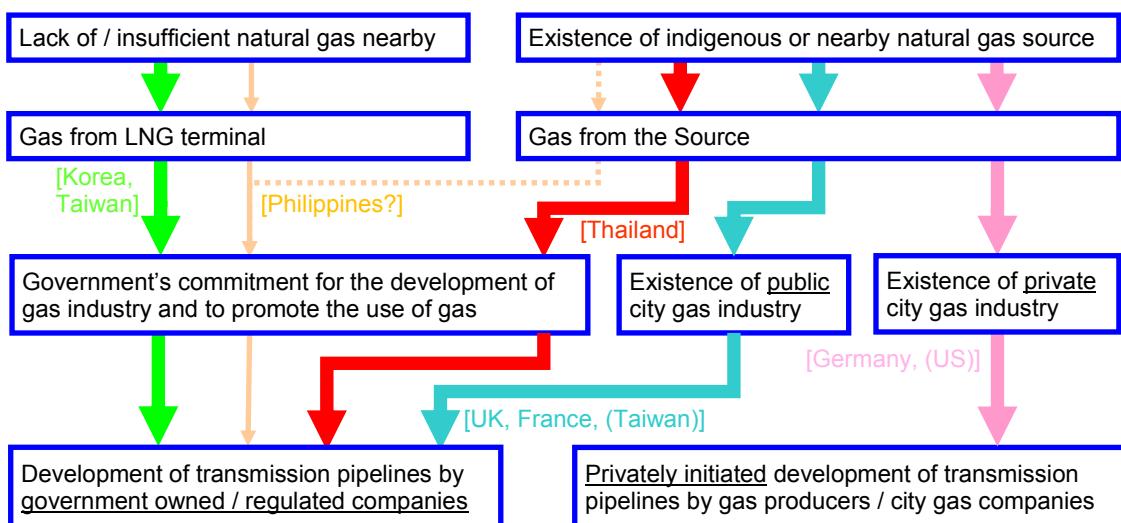 Lack of / insufficient natural gas nearby
Existence of indigenous or nearby natural gas source
Gas from LNG terminal
Gas from the Source
[Korea,
Taiwan]
[Philippines?]
[Thailand]
Government’s commitment for the development of
gas industry and to promote the use of gas
Existence of public
city gas industry
Existence of private
city gas industry
[Germany, (US)]
[UK, France, (Taiwan)]
Development of transmission pipelines by
government owned / regulated companies
Privately initiated development of transmission
pipelines by gas producers / city gas companies